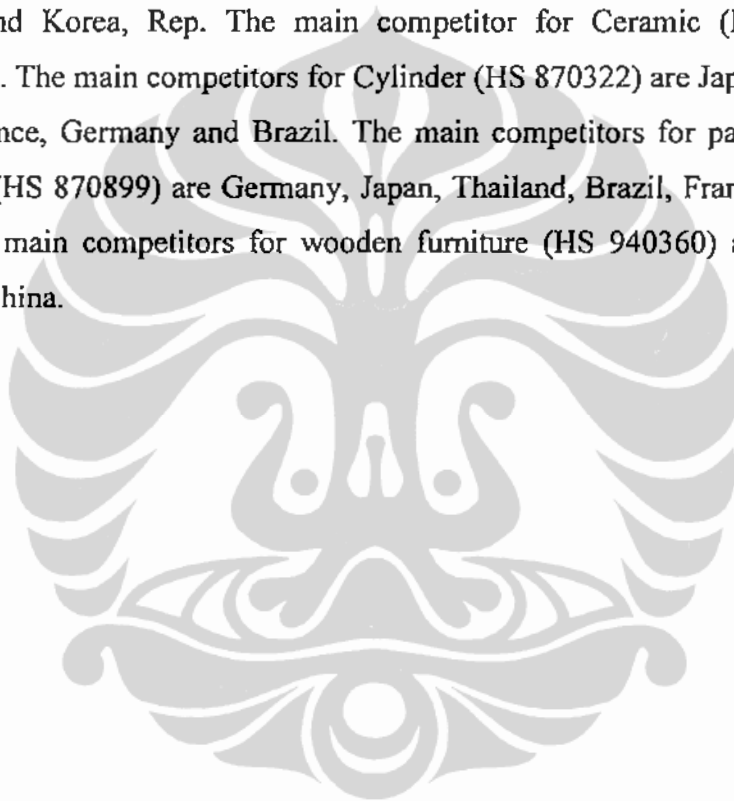 nd Korea, Rep. The main competitor for Ceramic (
. The main competitors for Cylinder (HS 870322) are Jap
nce, Germany and Brazil. The main competitors for pa
(HS 870899) are Germany, Japan, Thailand, Brazil, Fran
main competitors for wooden furniture (HS 940360) a
hina.